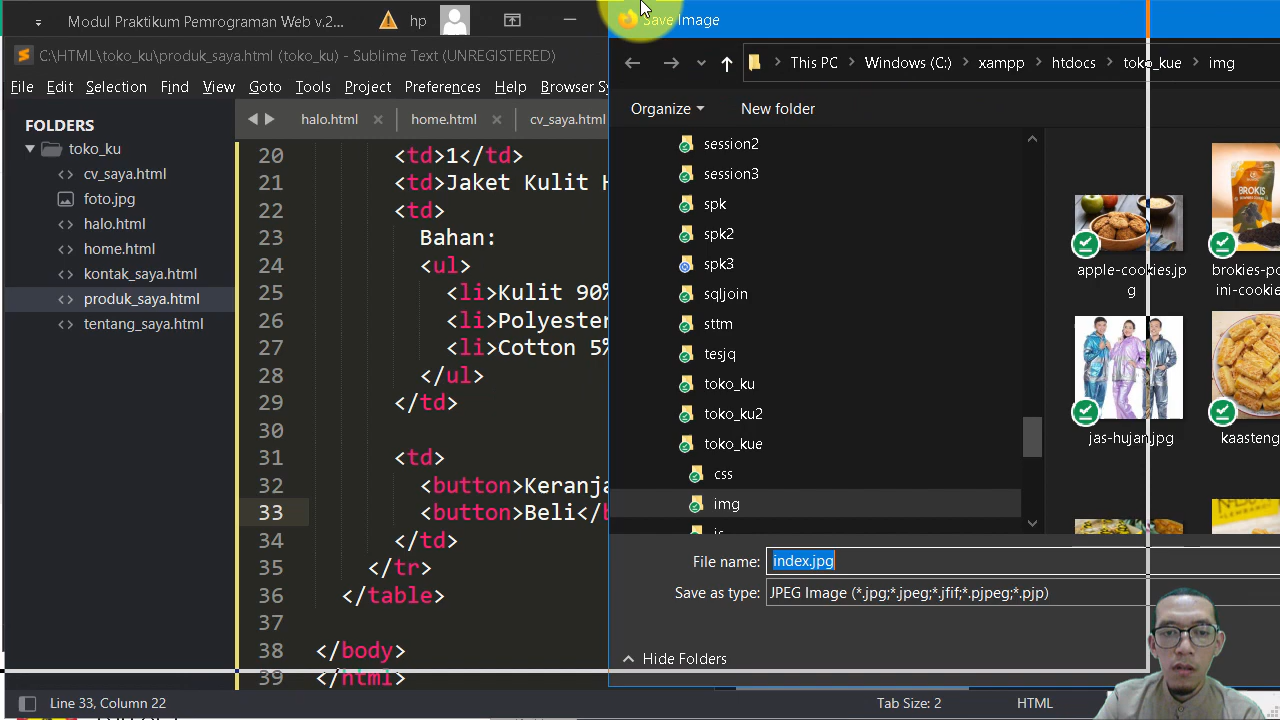 Modul Praktikum Pemrograman Web v.2...
hp
Save Image
C:\HTML\toko_ku\produk_saya.html (toko_ku) - Sublime Text (UNREGISTERED)
This PC
Windows (C:)
xampp
htdocs
toko_kue
img
File
Edit
Selection
Find
View
Goto
Tools
Project
Preferences
Help
Browser Sy
Organize
New folder
FOLDERS
toko_ku
cv_saya.html
foto.jpg
halo.html
home.html
kontak_saya.html
produk_saya.html
tentang_saya.html
halo.html
home.html
cv_saya.html
20 <td>1</td>
21 <td>Jaket Kulit H
22 <td>
23 Bahan:
24 <ul>
25 <li>Kulit 90%
26 <li>Polyester
27 <li>Cotton 5%
28 </ul>
29 </td>
30
31 <td>
32 <button>Keranja
33 <button>Beli</b
34 </td>
35 </tr>
36 </table>
37
38 </body>
39 </html>
session2
session3
spk
spk2
spk3
sqljoin
sttm
tesjq
toko_ku
toko_ku2
toko_kue
css
img
js
BROKIS
apple-cookies.jp
g
brokies-po
ini-cookie
jas-hujan.jpg
kaasteng
File name:
index.jpg
Save as type:
JPEG Image (*.jpg;*.jpeg;*.jfif;*.pjpeg;*.pjp)
Hide Folders
Line 33, Column 22
Tab Size: 2
HTML